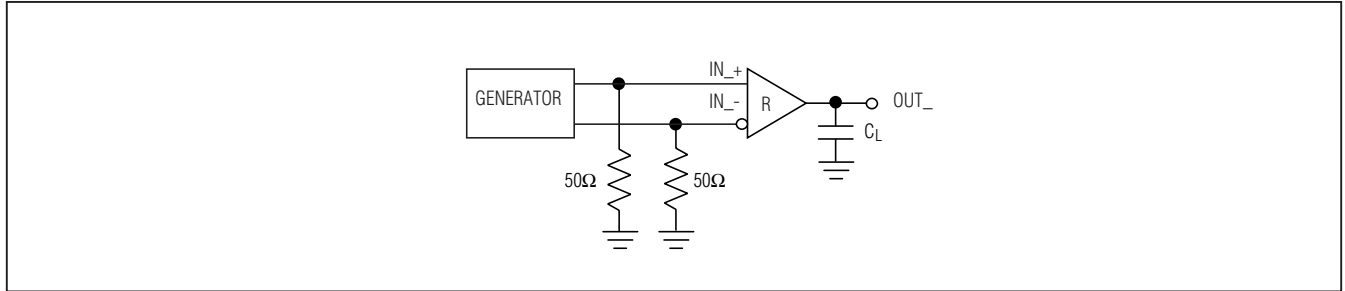 GENERATOR
IN_+
IN_-
R
OUT_
CL
50Ω
50Ω